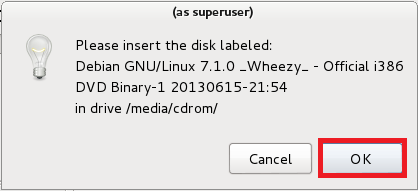 (as superuser)
Please insert the disk labeled:
Debian GNU/Linux 7.1.0 _Wheezy_ - Official i386
DVD Binary-1 20130615-21:54
in drive /media/cdrom/
Cancel
OK